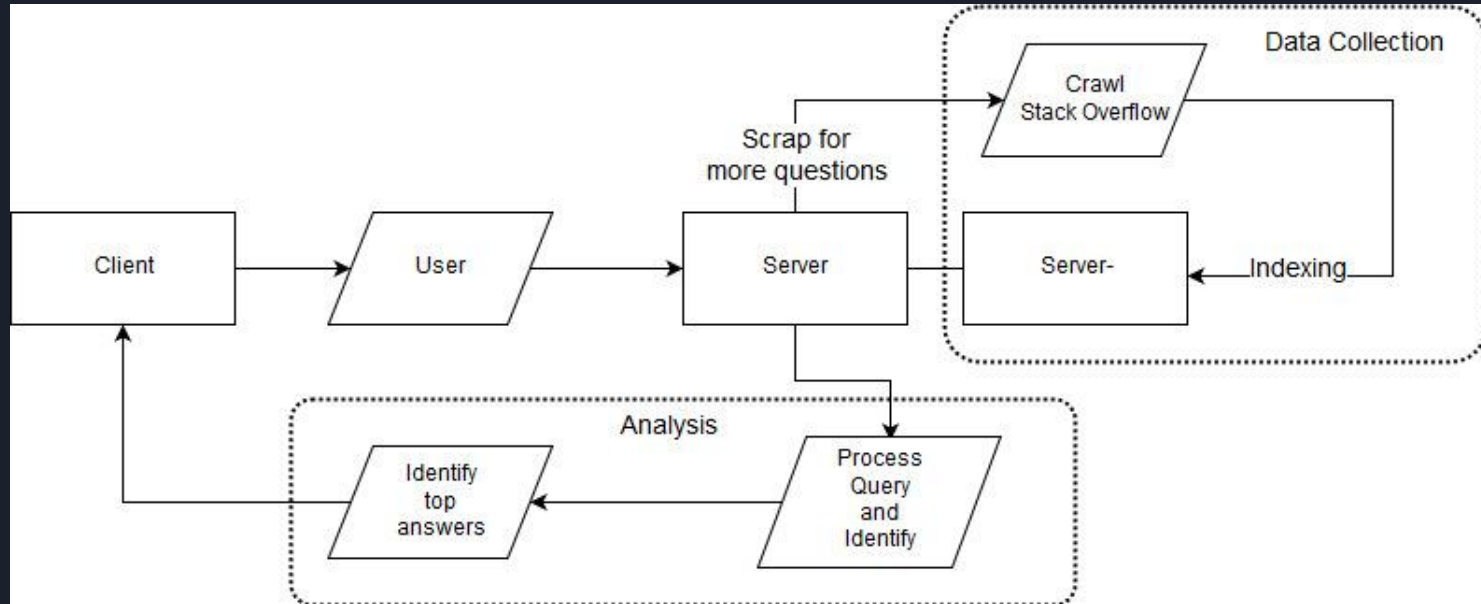 Data Collection
Crawl
Stack Overflow
Scrap for
more questions
Client
User
Server
Server-
Indexing
Analysis
Identify
top
answers
Process
Query
and
Identify